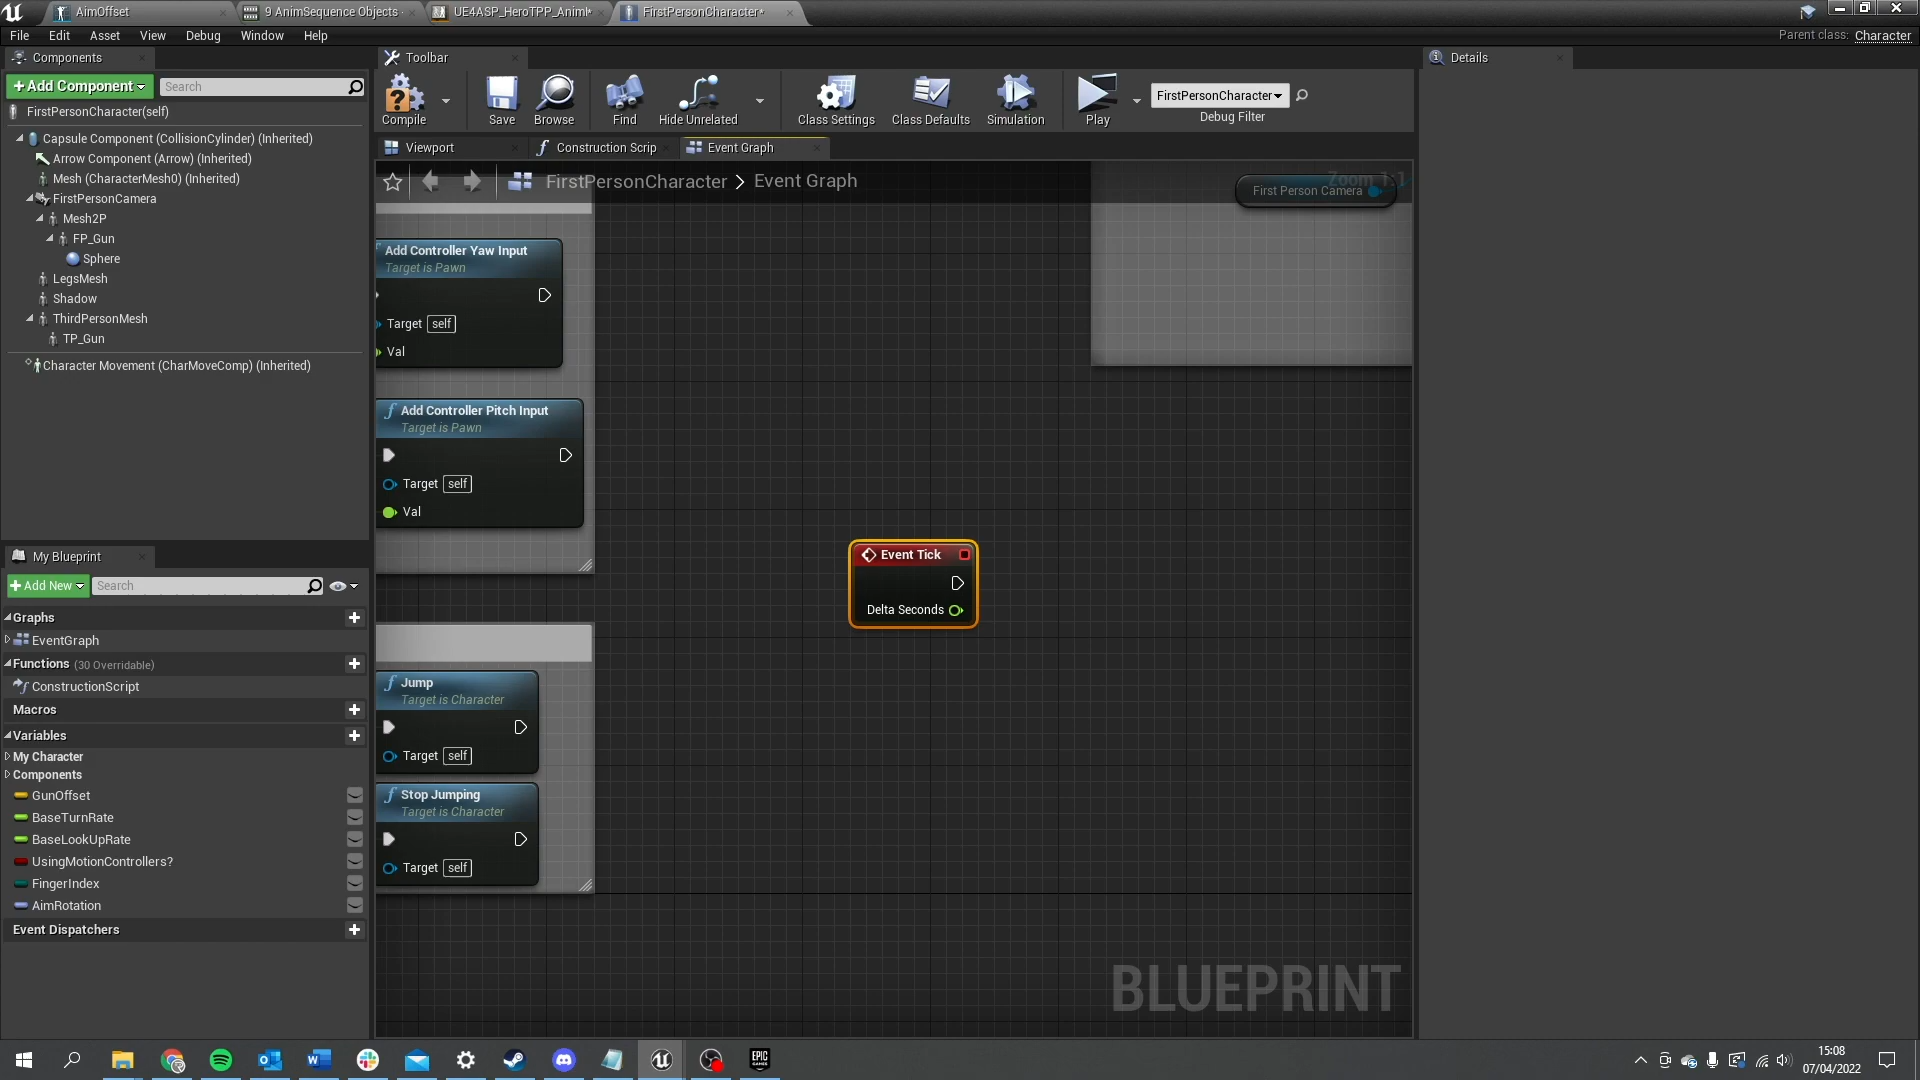 AimOffset
9 AnimSequence Objects
UE4ASP_HeroTPP_AnimI*
FirstPersonCharacter*
File
Edit
Asset
View
Debug
Window
Help
Parent class: Character
Components
+Add Component
Search
FirstPersonCharacter(self)
Capsule Component (CollisionCylinder) (Inherited)
Arrow Component (Arrow) (Inherited)
Mesh (CharacterMesh0) (Inherited)
FirstPersonCamera
Mesh2P
FP_Gun
Sphere
LegsMesh
Shadow
ThirdPersonMesh
TP_Gun
Character Movement (CharMoveComp) (Inherited)
My Blueprint
+Add New
Search
Graphs
EventGraph
Functions (30 Overridable)
ConstructionScript
Macros
Variables
My Character
Components
GunOffset
BaseTurnRate
BaseLookUpRate
UsingMotionControllers?
FingerIndex
AimRotation
Event Dispatchers
Toolbar
Compile
Save
Browse
Find
Hide Unrelated
Class Settings
Class Defaults
Simulation
Play
FirstPersonCharacter
Debug Filter
Viewport
Construction Scrip
Event Graph
FirstPersonCharacter > Event Graph
Zoom 1:1
First Person Camera
Add Controller Yaw Input
Target is Pawn
Target self
Val
Add Controller Pitch Input
Target is Pawn
Target self
Val
Event Tick
Delta Seconds
Jump
Target is Character
Target self
Stop Jumping
Target is Character
Target self
BLUEPRINT
Details
EPIC
GAMES
15:08
07/04/2022